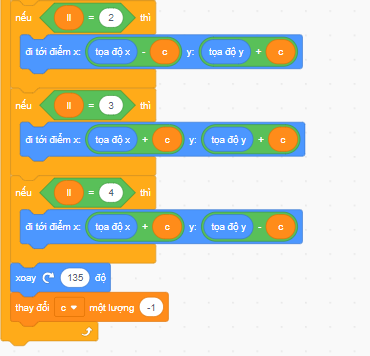 nếu ll = 2 thì
đi tới điểm x: tọa độ x - c y: tọa độ y + c
nếu ll = 3 thì
đi tới điểm x: tọa độ x + c y: tọa độ y + c
nếu ll = 4 thì
đi tới điểm x: tọa độ x + c y: tọa độ y - c
xoay 135 độ
thay đổi c một lượng -1